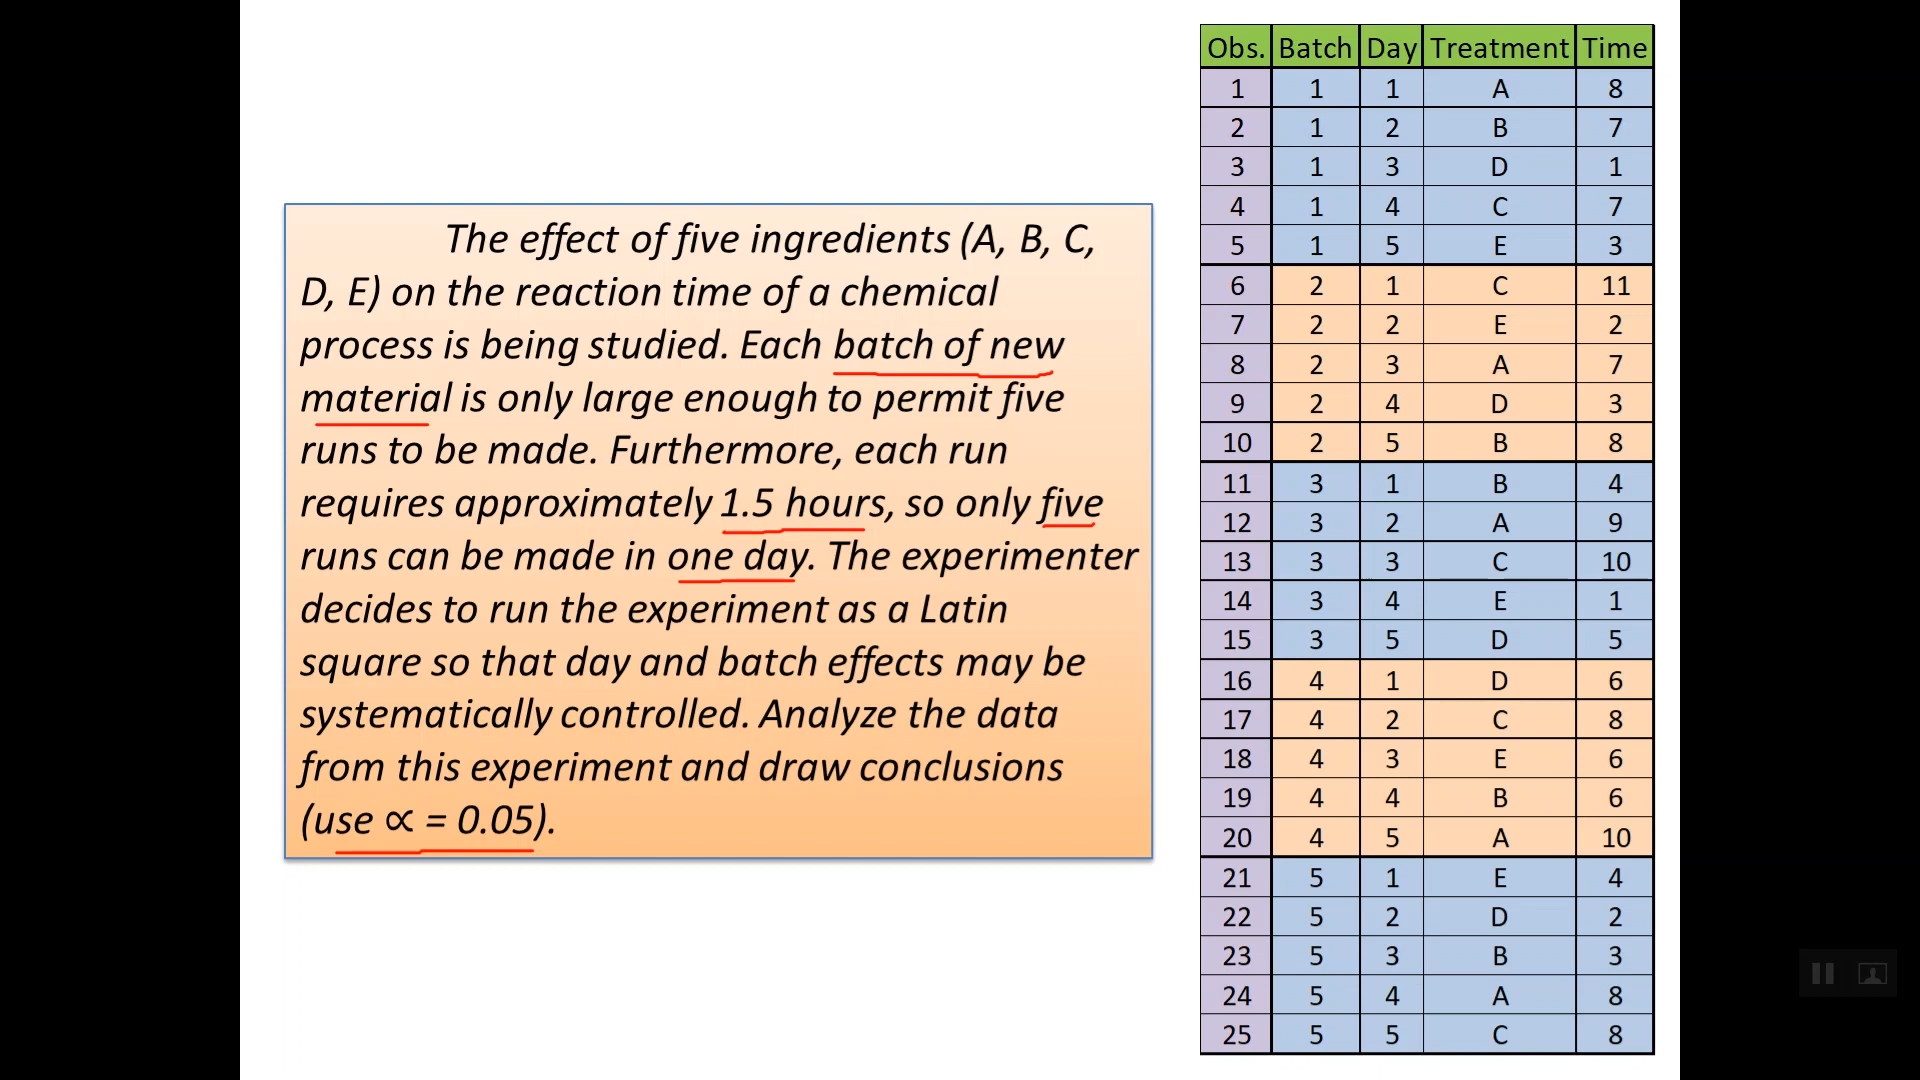 The effect of five ingredients (A, B, C,
D, E) on the reaction time of a chemical
process is being studied. Each batch of new
material is only large enough to permit five
runs to be made. Furthermore, each run
requires approximately 1.5 hours, so only five
runs can be made in one day. The experimenter
decides to run the experiment as a Latin
square so that day and batch effects may be
systematically controlled. Analyze the data
from this experiment and draw conclusions
(use ∝ = 0.05).
Obs. Batch Day Treatment Time
1 1 1 A 8
2 1 2 B 7
3 1 3 D 1
4 1 4 C 7
5 1 5 E 3
6 2 1 C 11
7 2 2 E 2
8 2 3 A 7
9 2 4 D 3
10 2 5 B 8
11 3 1 B 4
12 3 2 A 9
13 3 3 C 10
14 3 4 E 1
15 3 5 D 5
16 4 1 D 6
17 4 2 C 8
18 4 3 E 6
19 4 4 B 6
20 4 5 A 10
21 5 1 E 4
22 5 2 D 2
23 5 3 B 3
24 5 4 A 8
25 5 5 C 8